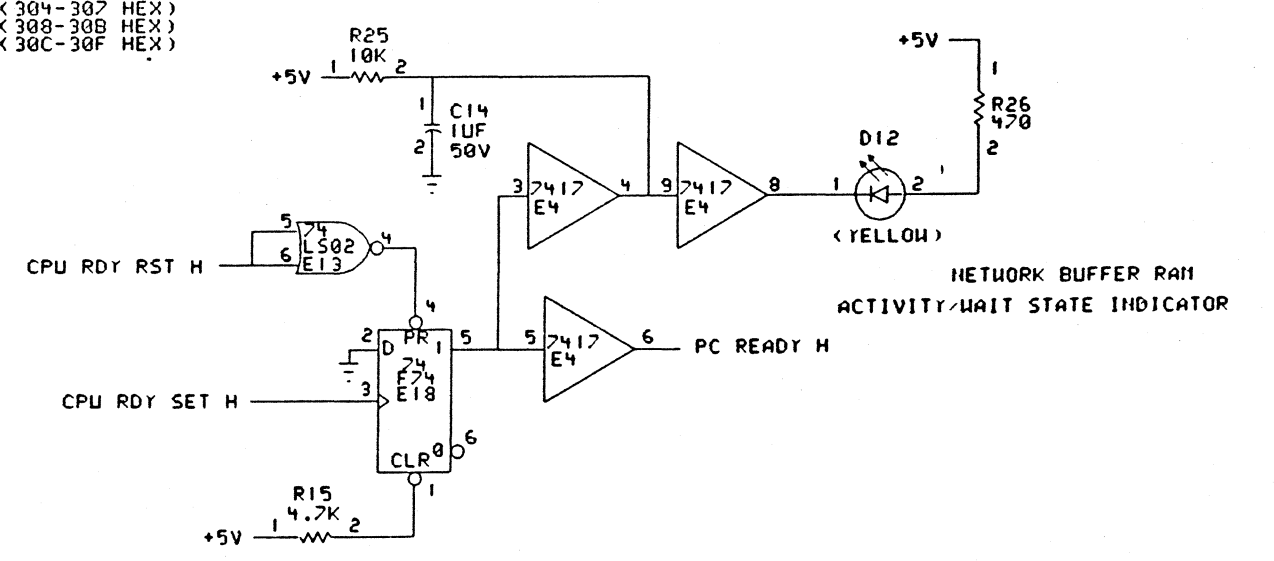 (304-307 HEX)
(308-30B HEX)
(30C-30F HEX)
R25
10K
+5V 1 2
1 C14
1UF
2 50V
+5V
1
R26
470
2
D12
3 7417 4 9 7417 8 1 2
E4 E4
(YELLOW)
NETWORK BUFFER RAM
ACTIVITY/WAIT STATE INDICATOR
5 74 4
LS02
6 E13
CPU RDY RST H
4
2 D PR 1 5 5 7417 6 PC READY H
E4
74
F74
E18
3
CPU RDY SET H
CLR 0 6
1
R15
4.7K
+5V 1 2